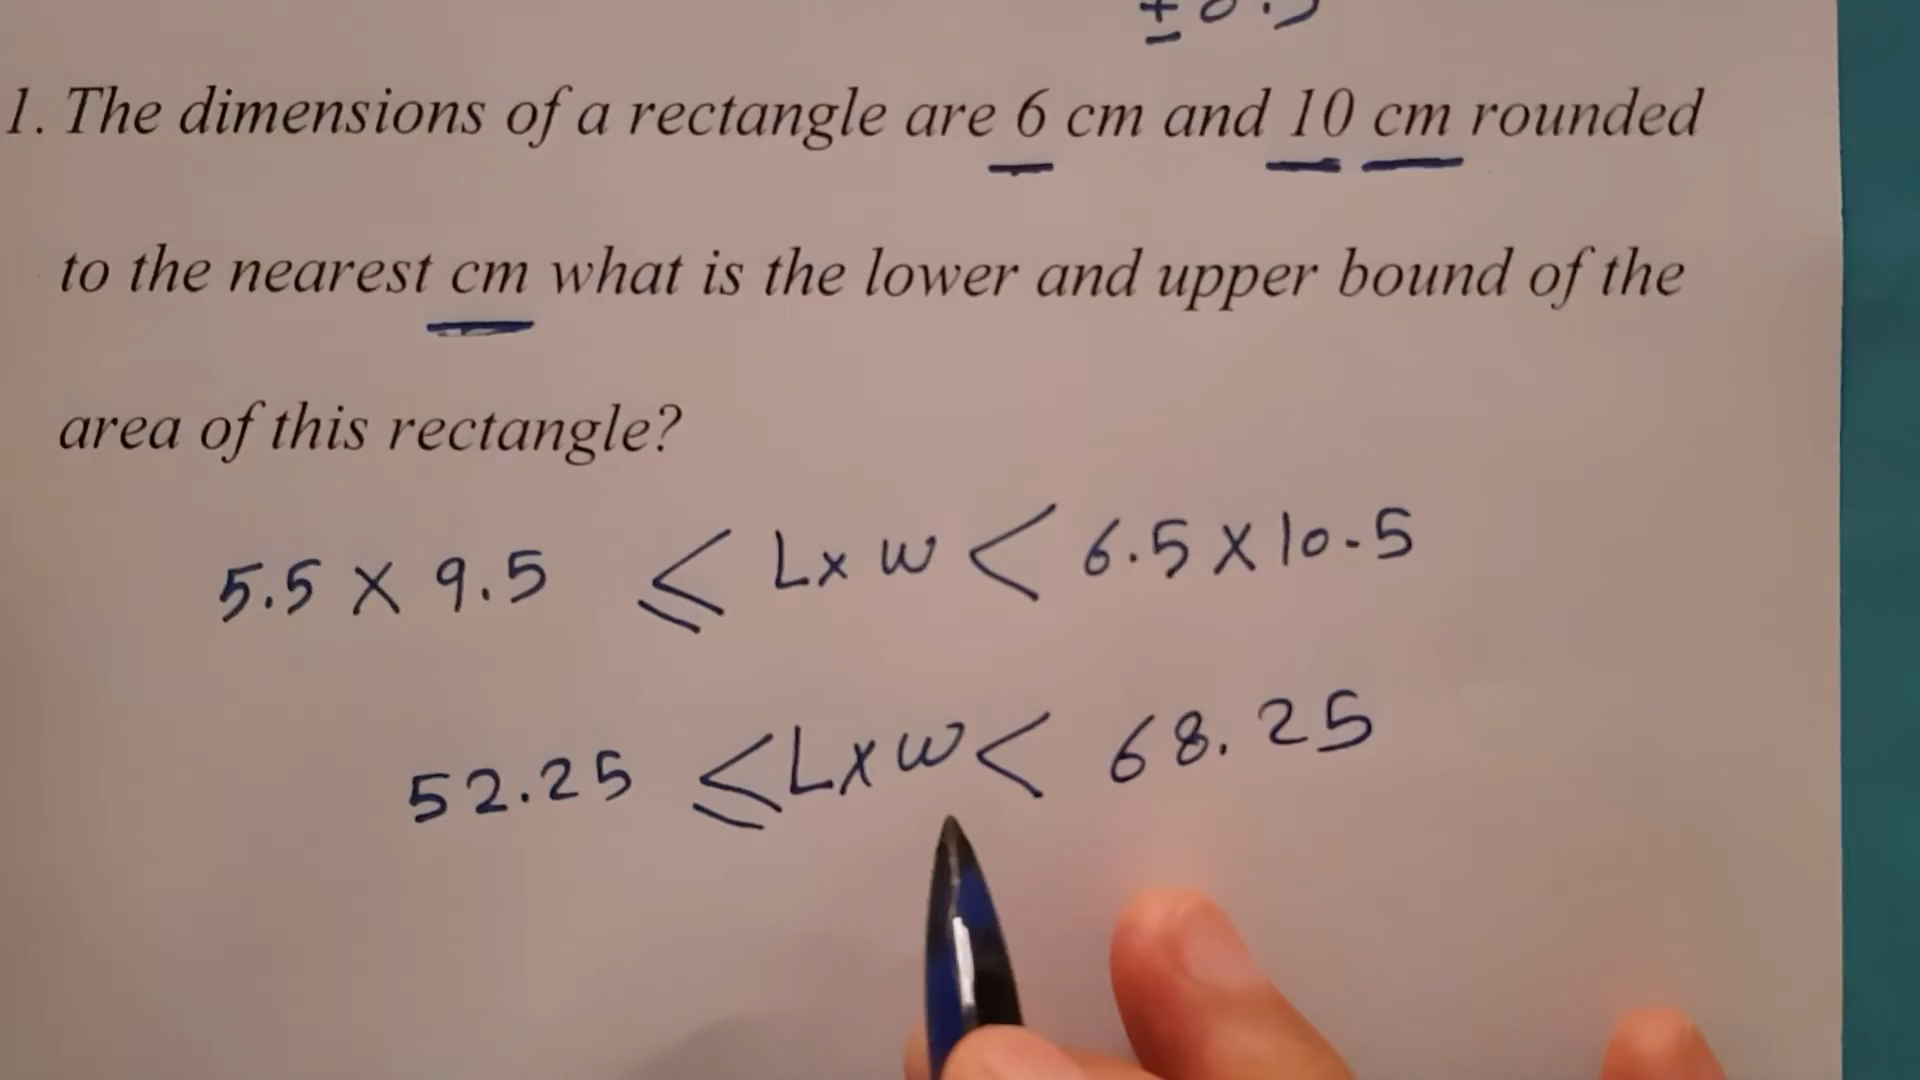 ± 0.5
1. The dimensions of a rectangle are 6 cm and 10 cm rounded
to the nearest cm what is the lower and upper bound of the
area of this rectangle?
5.5 × 9.5 ≤ L × w < 6.5 × 10.5
52.25 ≤ L × w < 68.25